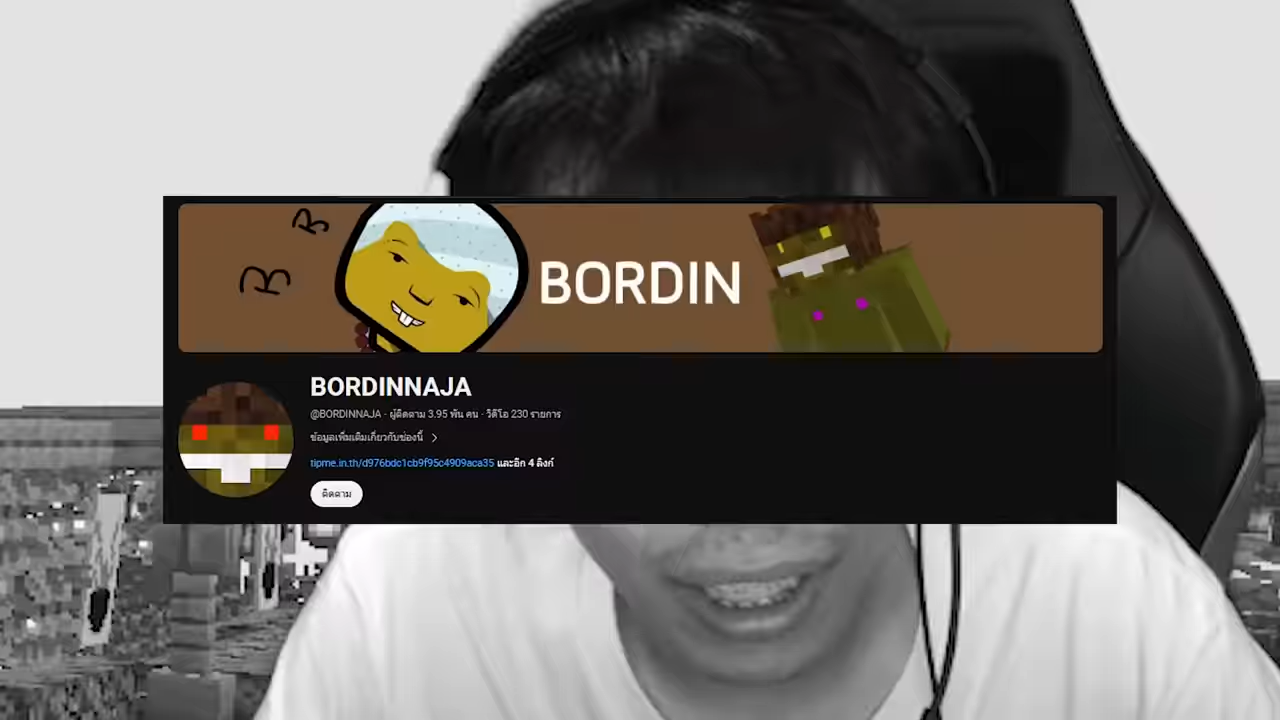 B
B
BORDIN
BORDINNAJA
@BORDINNAJA · ผู้ติดตาม 3.95 พัน คน · วิดีโอ 230 รายการ
ข้อมูลเพิ่มเติมเกี่ยวกับช่องนี้
tipme.in.th/d976bdc1cb9f95c4909aca35 และอีก 4 ลิงก์
ติดตาม